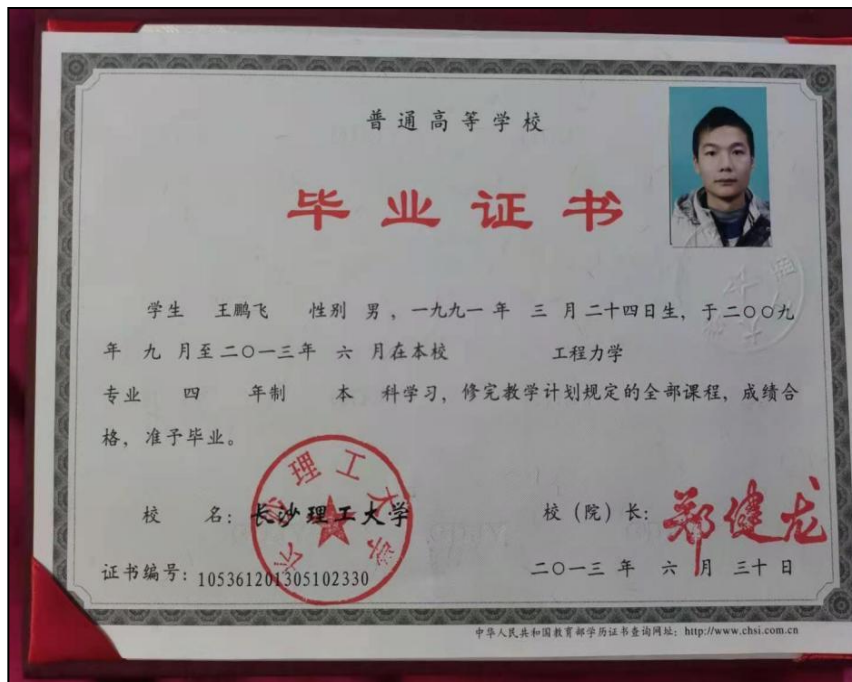 普通高等学校
毕业证书
学生 王鹏飞 性别 男，一九九一年 三 月二十四日生，于二〇〇九
年 九 月至二〇一三年 六 月在本校 工程力学
专业 四 年制 本 科学习，修完教学计划规定的全部课程，成绩合
格，准予毕业。
校 名：长沙理工大学
校（院）长：郑健龙
长沙理工大学
证书编号：105361201305102330
二〇一三 年 六 月 三十 日
中华人民共和国教育部学历证书查询网址：http://www.chsi.com.cn